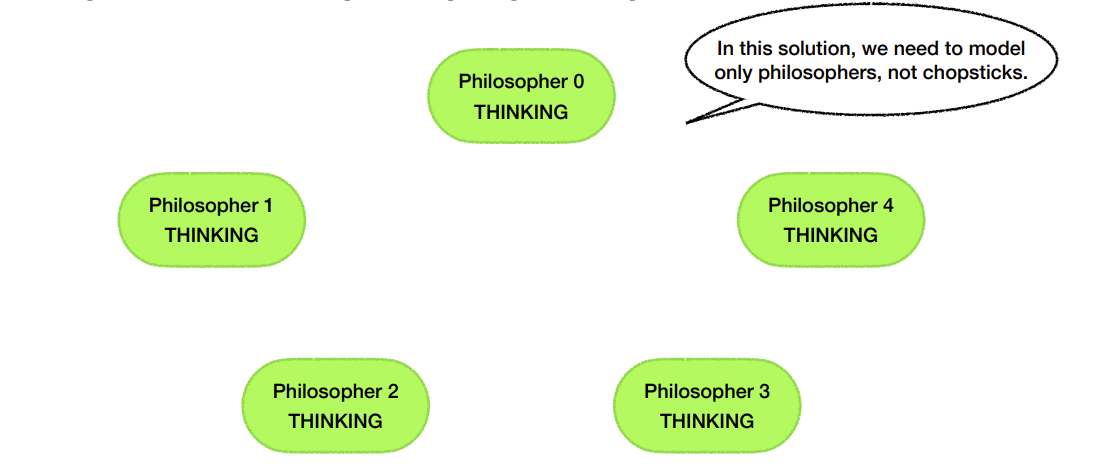 Philosopher 0
THINKING
In this solution, we need to model
only philosophers, not chopsticks.
Philosopher 1
THINKING
Philosopher 4
THINKING
Philosopher 2
THINKING
Philosopher 3
THINKING